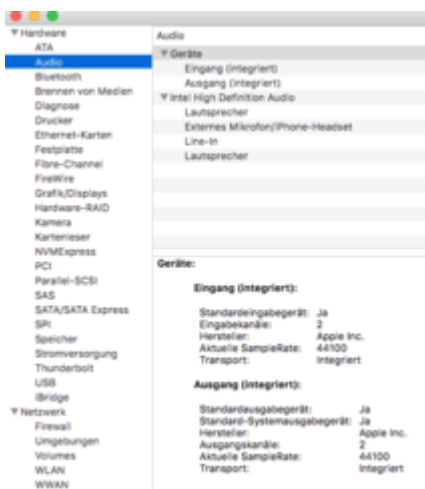 Hardware
ATA
Audio
Bluetooth
Brennen von Medien
Diagnose
Drucker
Ethernet-Karten
Festplatte
Fibre-Channel
FireWire
Grafik/Displays
Hardware-RAID
Kamera
Kartenleser
NVMExpress
PCI
Parallel-SCSI
SAS
SATA/SATA Express
SPI
Speicher
Stromversorgung
Thunderbolt
USB
iBridge
Netzwerk
Firewall
Umgebungen
Volumes
WLAN
WWAN
Audio
Geräte
Eingang (integriert)
Ausgang (integriert)
Intel High Definition Audio
Lautsprecher
Externes Mikrofon/iPhone-Headset
Line-In
Lautsprecher
Geräte:
Eingang (integriert):
Standardeingabegerät: Ja
Eingabekanäle: 2
Hersteller: Apple Inc.
Aktuelle SampleRate: 44100
Transport: Integriert
Ausgang (integriert):
Standardausgabegerät: Ja
Standard-Systemausgabegerät: Ja
Hersteller: Apple Inc.
Ausgangskanäle: 2
Aktuelle SampleRate: 44100
Transport: Integriert